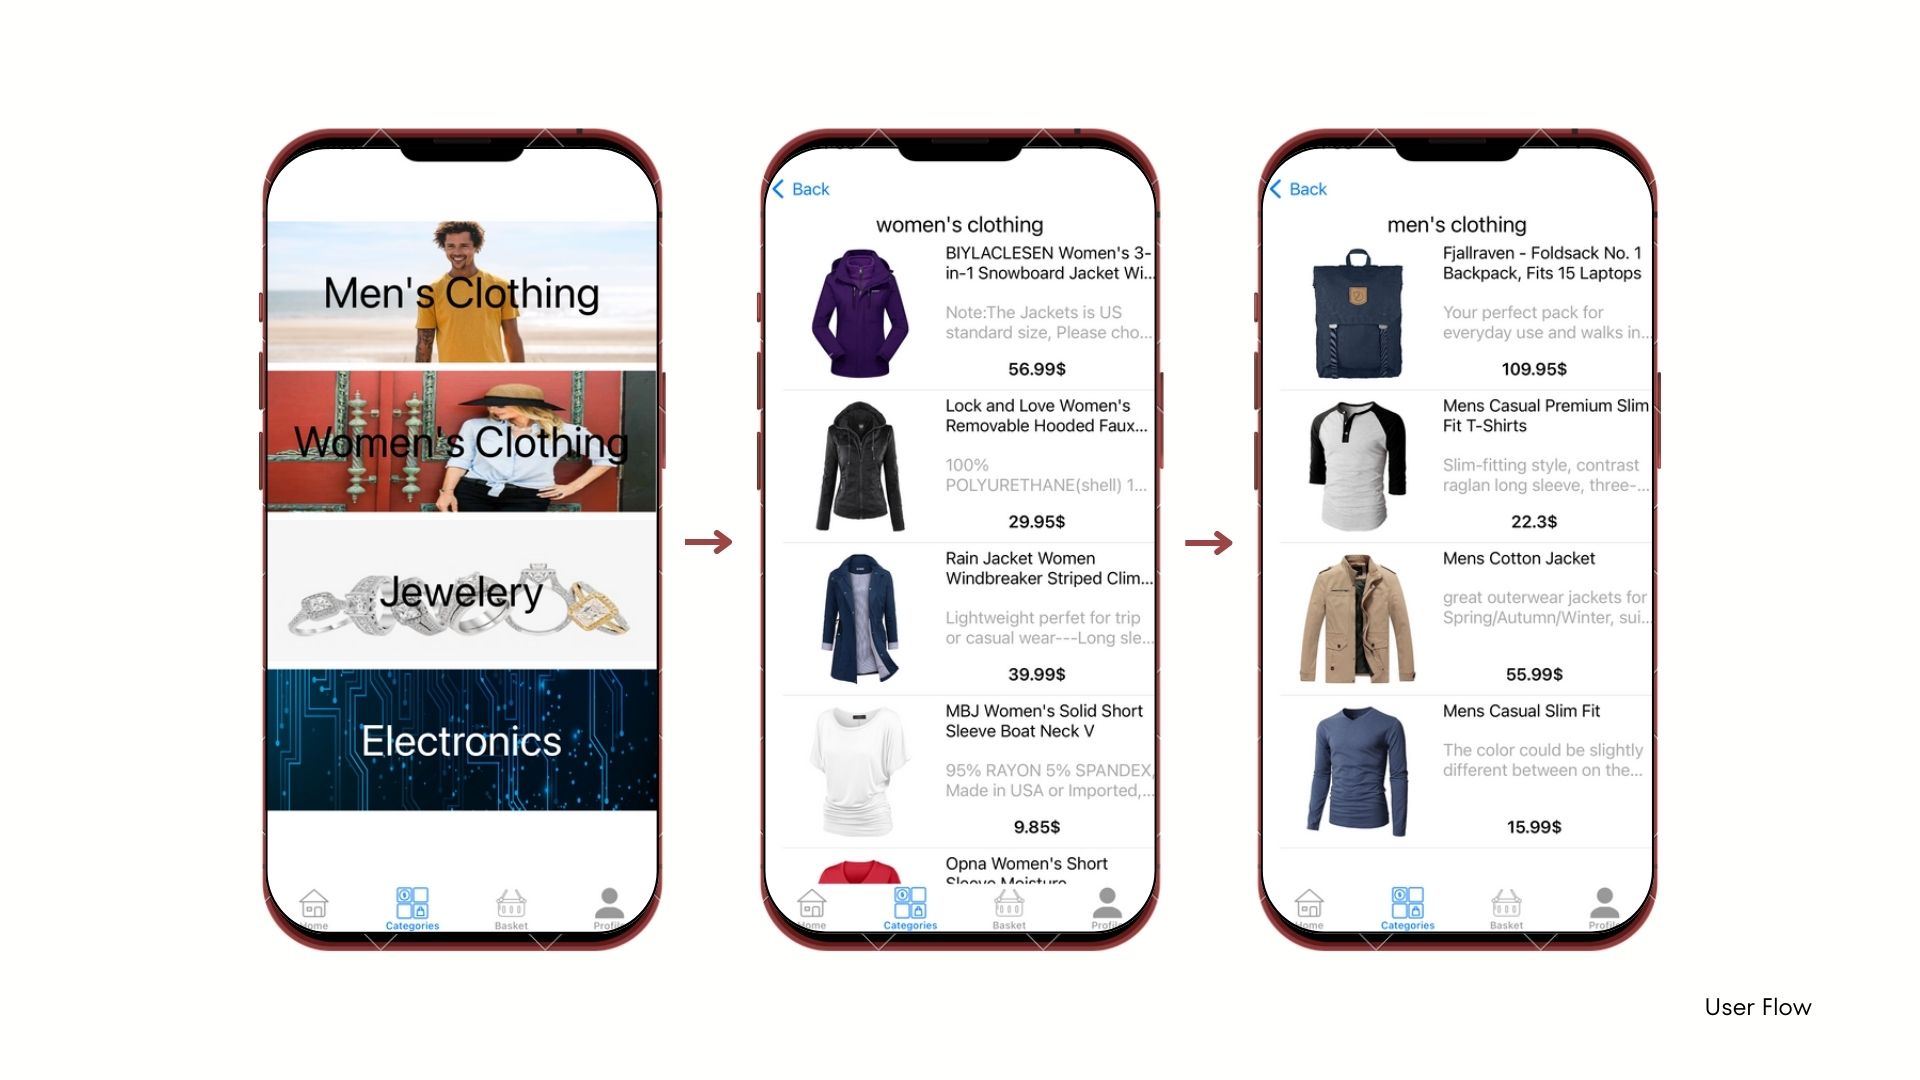 Men's Clothing
Women's Clothing
Jewelery
Electronics
Home
Categories
Basket
Back
women's clothing
BIYLACLESEN Women's 3-
in-1 Snowboard Jacket Wi...
Note:The Jackets is US
standard size, Please cho...
56.99$
Lock and Love Women's
Removable Hooded Faux...
100%
POLYURETHANE(shell) 1...
29.95$
Rain Jacket Women
Windbreaker Striped Clim...
Lightweight perfet for trip
or casual wear---Long sle...
39.99$
MBJ Women's Solid Short
Sleeve Boat Neck V
95% RAYON 5% SPANDEX,
Made in USA or Imported,...
9.85$
Opna Women's Short
Sleeve Moisture
Home
Categories
Basket
Back
men's clothing
Fjallraven - Foldsack No. 1
Backpack, Fits 15 Laptops
Your perfect pack for
everyday use and walks in...
109.95$
Mens Casual Premium Slim
Fit T-Shirts
Slim-fitting style, contrast
raglan long sleeve, three-...
22.3$
Mens Cotton Jacket
great outerwear jackets for
Spring/Autumn/Winter, sui...
55.99$
Mens Casual Slim Fit
The color could be slightly
different between on the...
15.99$
Home
Categories
Basket
User Flow